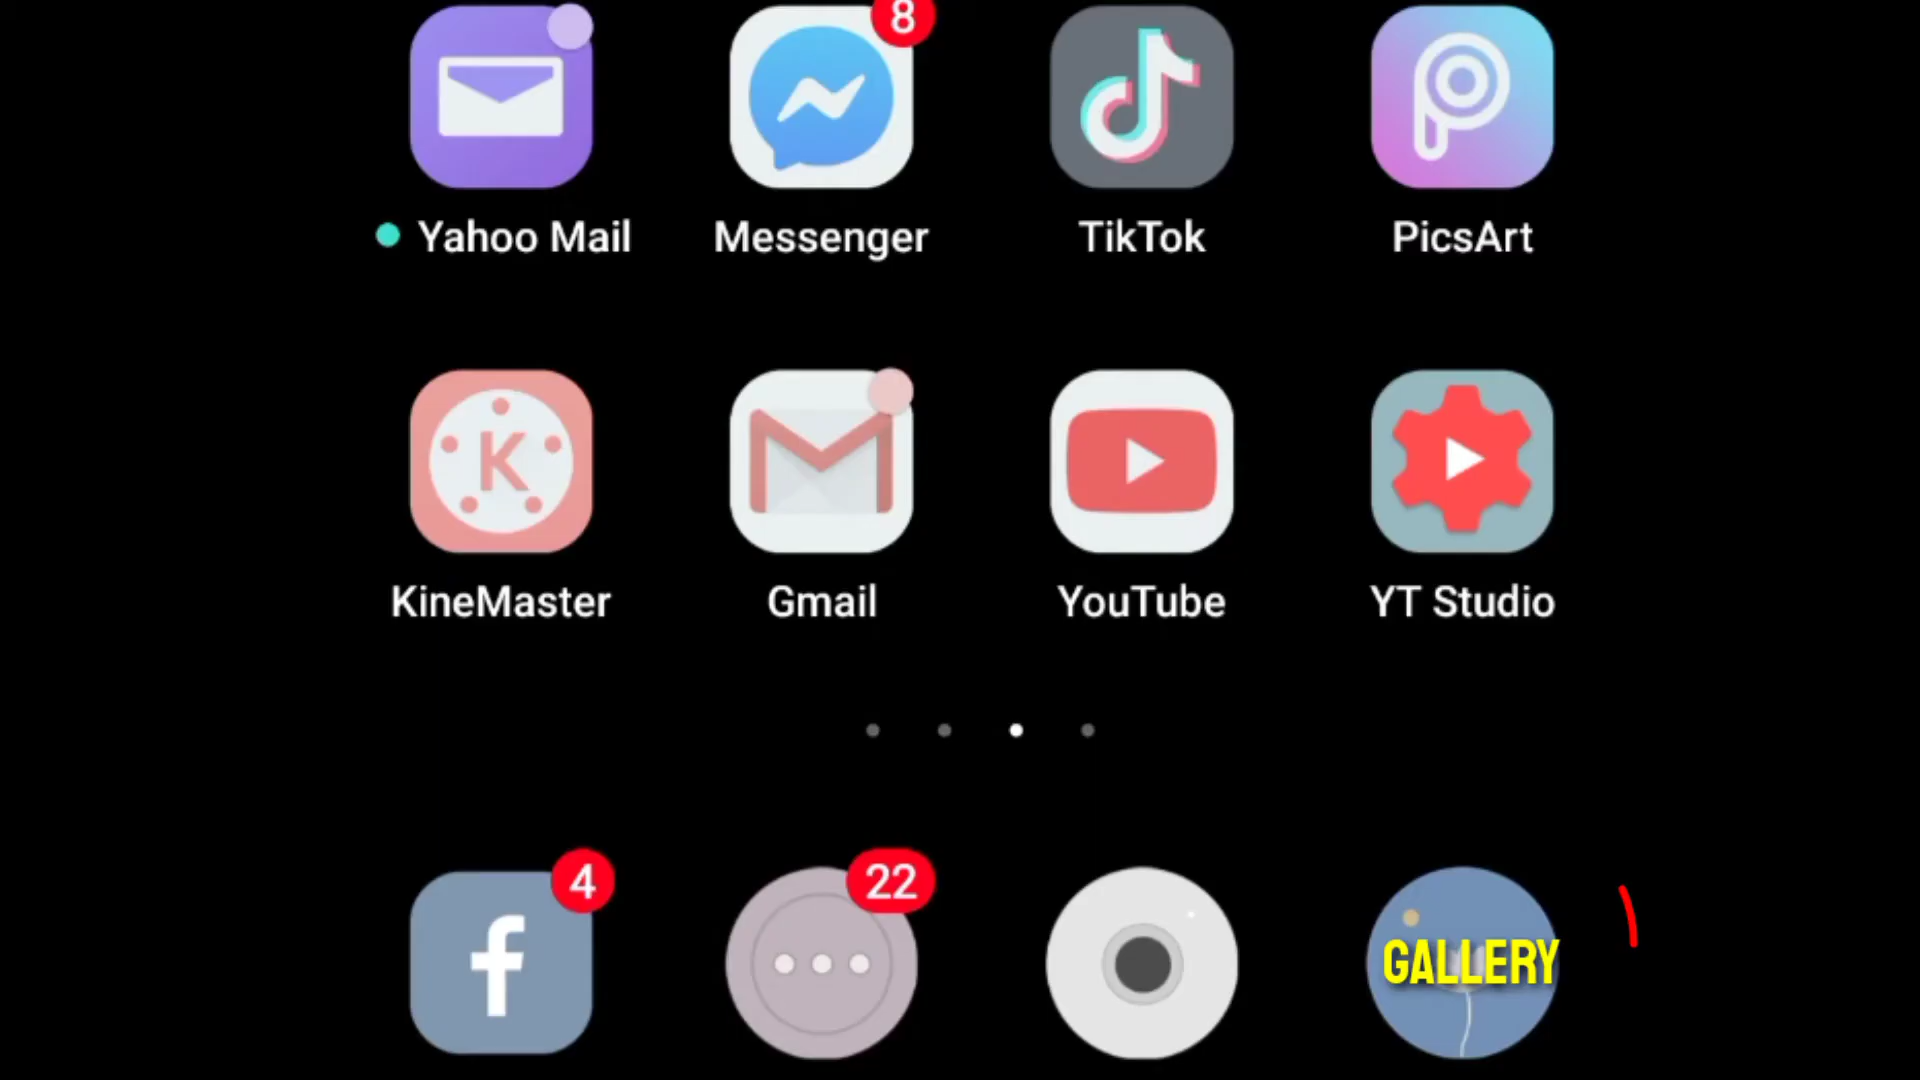 8
Yahoo Mail Messenger TikTok PicsArt
K
KineMaster Gmail YouTube YT Studio
4 22
GALLERY